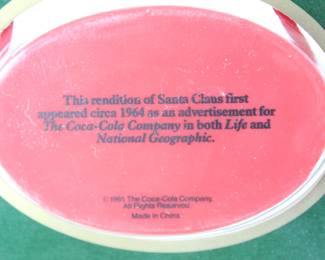 This rendition of Santa Claus first
appeared circa 1964 as an advertisement for
The Coca-Cola Company in both Life and
National Geographic.
The Coca-Cola Company
All Rights Reserved
Made in China